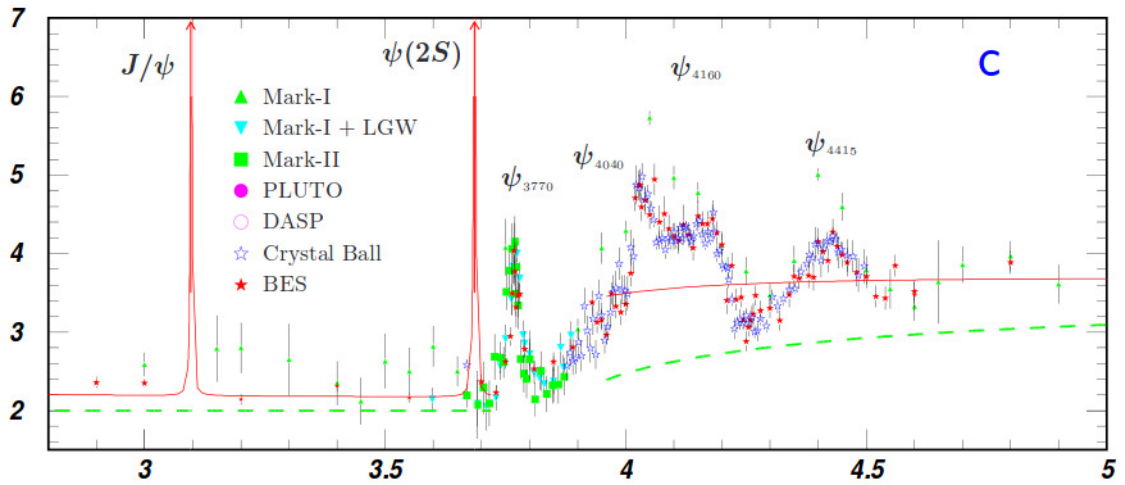 7
6
5
4
3
2
J/ψ
ψ(2S)
C
ψ₄₁₆₀
Mark-I
Mark-I + LGW
Mark-II
PLUTO
DASP
Crystal Ball
BES
ψ₃₇₇₀
ψ₄₀₄₀
ψ₄₄₁₅
3 3.5 4 4.5 5